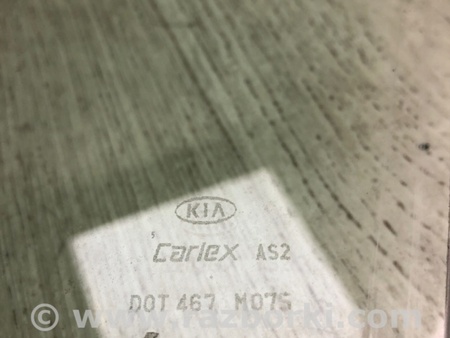 KIA
Carlex AS2
DOT 467 M075
© www.razborki.com